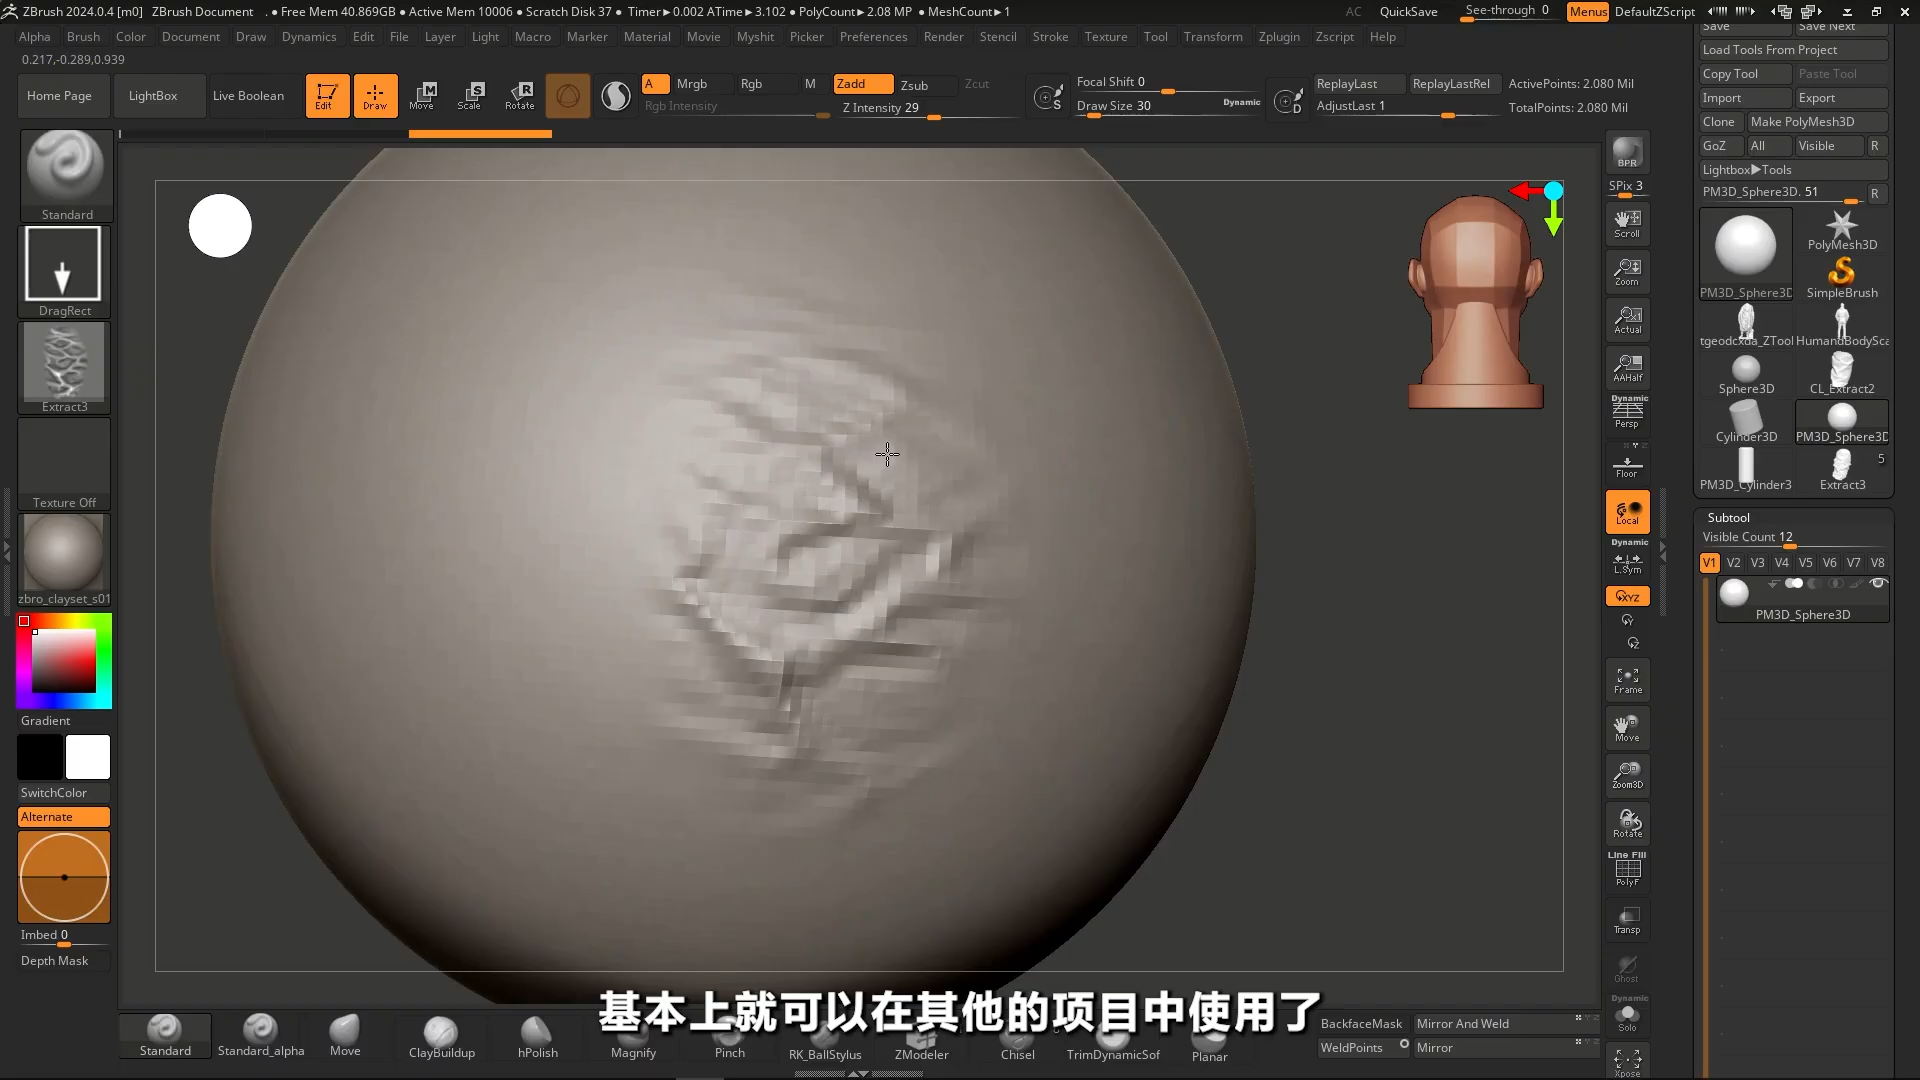 ZBrush 2024.0.4 [m0] ZBrush Document . ● Free Mem 40.869GB ● Active Mem 10006 ● Scratch Disk 37 ● Timer▸0.002 ATime▸3.102 ● PolyCount▸2.08 MP ● MeshCount▸1
AC QuickSave See-through 0 Menus DefaultZScript
Alpha Brush Color Document Draw Dynamics Edit File Layer Light Macro Marker Material Movie Myshit Picker Preferences Render Stencil Stroke Texture Tool Transform Zplugin Zscript Help
0.217,-0.289,0.939
Home Page LightBox Live Boolean Edit Draw Move Scale Rotate
A Mrgb Rgb M Zadd Zsub Zcut
Rgb Intensity Z Intensity 29
Focal Shift 0
Draw Size 30 Dynamic
ReplayLast ReplayLastRel ActivePoints: 2.080 Mil
AdjustLast 1 TotalPoints: 2.080 Mil
Standard
DragRect
Extract3
Texture Off
zbro_clayset_s01
Gradient
SwitchColor
Alternate
Imbed 0
Depth Mask
BPR
SPix 3
Scroll
Zoom
Actual
AAHalf
Dynamic
Persp
Floor
Local
Dynamic
L.Sym
XYZ
Frame
Move
Zoom3D
Rotate
Line Fill
PolyF
Transp
Ghost
Dynamic
Solo
Xpose
Save Save Next
Load Tools From Project
Copy Tool Paste Tool
Import Export
Clone Make PolyMesh3D
GoZ All Visible R
Lightbox▶Tools
PM3D_Sphere3D. 51 R
PM3D_Sphere3D PolyMesh3D
SimpleBrush
tgeodcxda_ZTool HumandBodySca
Sphere3D CL_Extract2
Cylinder3D PM3D_Sphere3D
PM3D_Cylinder3 Extract3 5
Subtool
Visible Count 12
V1 V2 V3 V4 V5 V6 V7 V8
PM3D_Sphere3D
基本上就可以在其他的项目中使用了
Standard Standard_alpha Move ClayBuildup hPolish Magnify Pinch RK_BallStylus ZModeler Chisel TrimDynamicSof Planar
BackfaceMask Mirror And Weld
WeldPoints Mirror